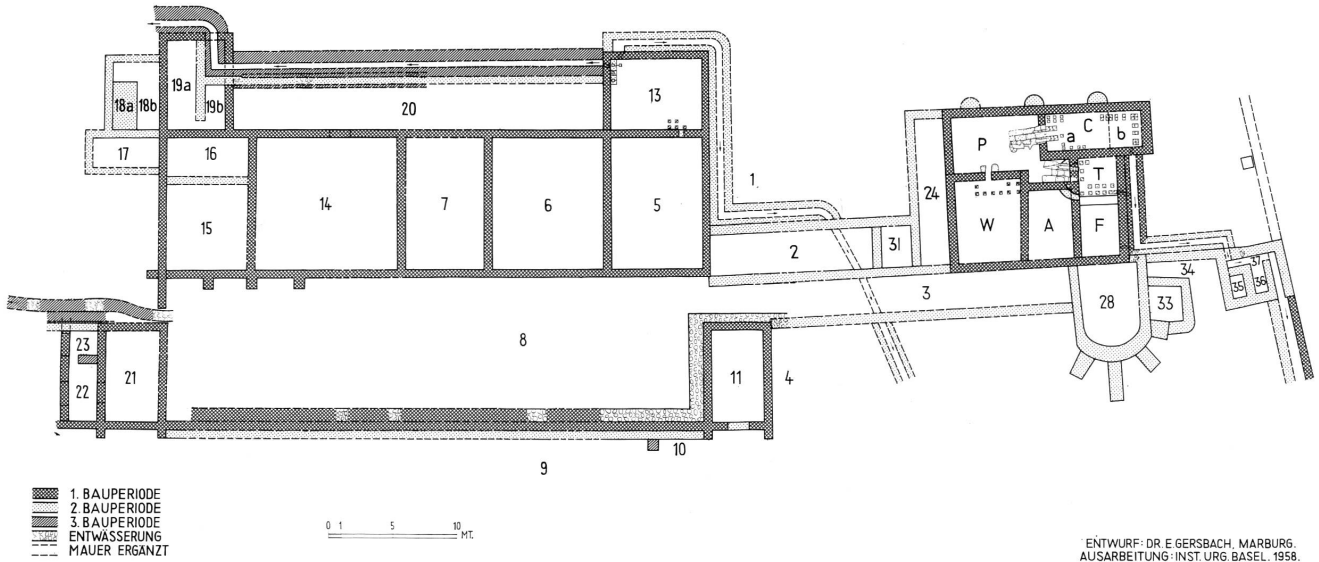 19a
18a 18b
19b
20
13
17
16
15
14
7
6
5
1.
2
31
24
P
C
a
b
T
W
A
F
3
28
34
33
37
35
36
8
23
22
21
11
4
10
9
1. BAUPERIODE
2. BAUPERIODE
3. BAUPERIODE
ENTWÄSSERUNG
MAUER ERGÄNZT
0 1 5 10
MT.
ENTWURF: DR. E. GERSBACH, MARBURG.
AUSARBEITUNG: INST. URG. BASEL. 1958.